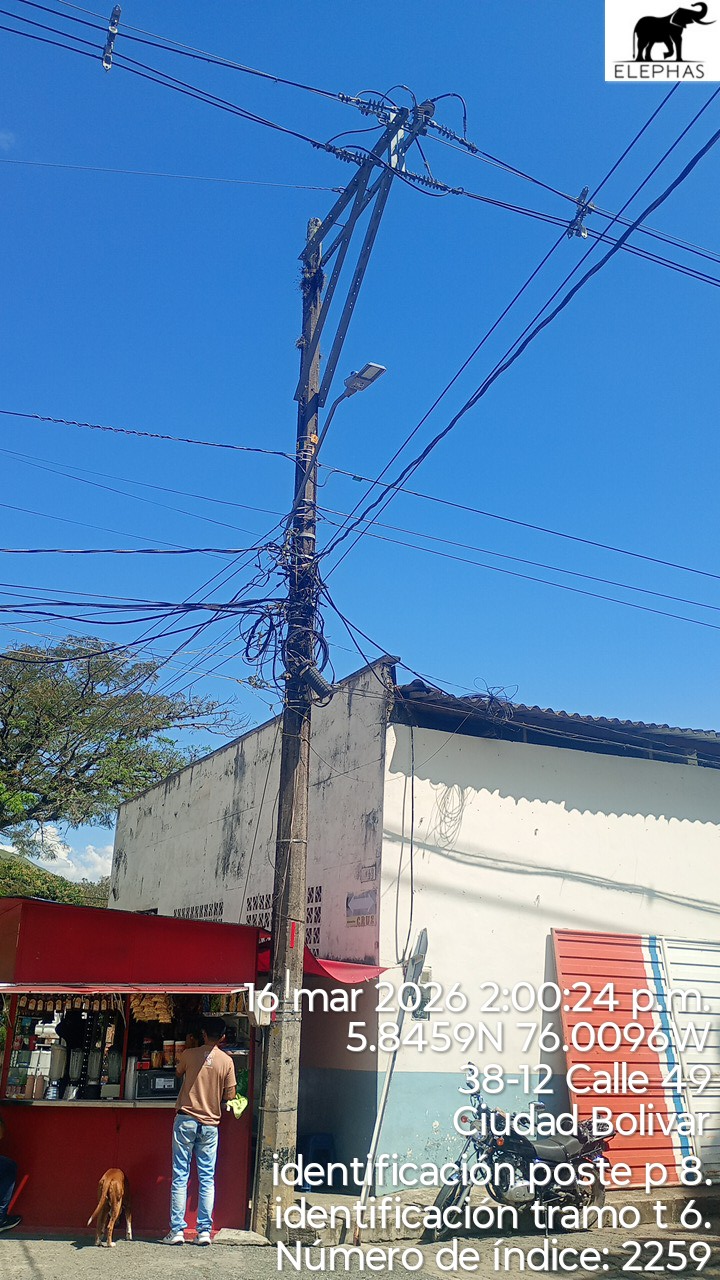 ELEPHAS
CRUZ
16 mar 2026 2:00:24 p.m.
5.8459N 76.0096W
38-12 Calle 49
Ciudad Bolivar
identificación poste p 8.
identificación tramo t 6.
Número de índice: 2259